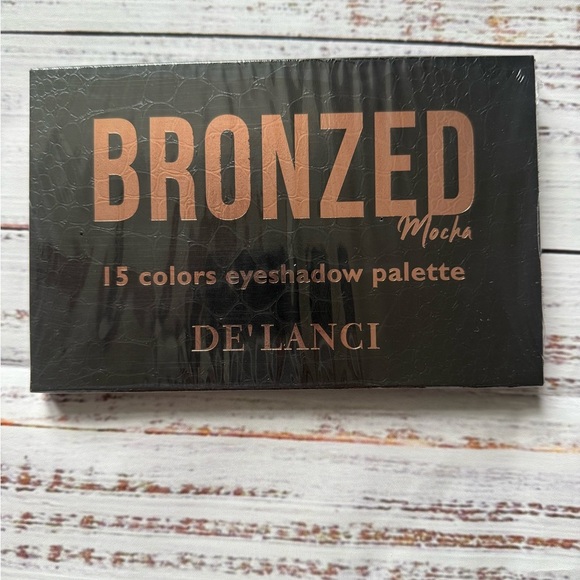 BRONZED
Mocha
15 colors eyeshadow palette
DE'LANCI